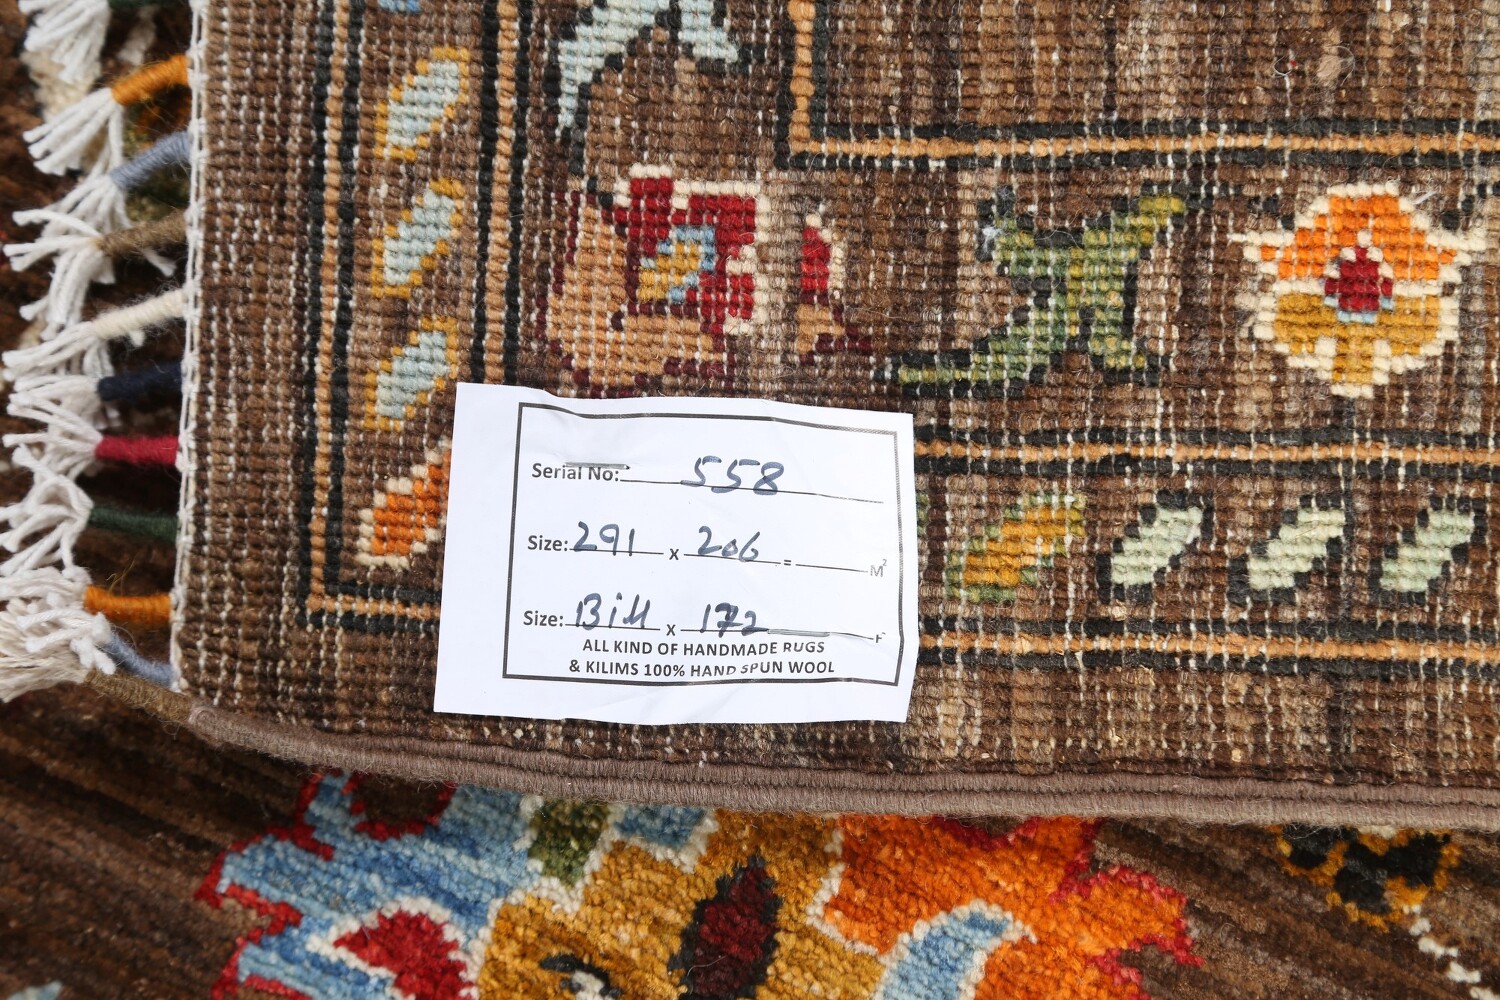 Serial No: 558
Size: 291 x 206 = M²
Size: x 172 F
ALL KIND OF HANDMADE RUGS
& KILIMS 100% HAND SPUN WOOL